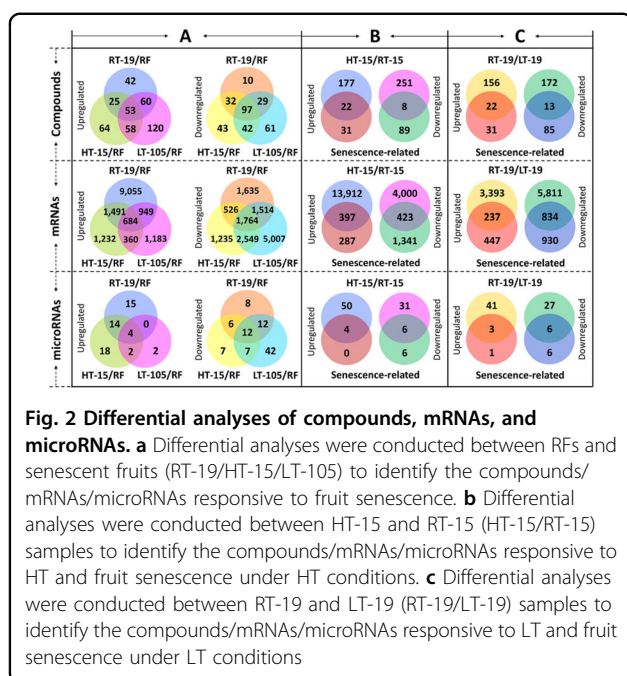 A B C
Compounds
Upregulated
RT-19/RF
42
25 60
53
64 58 120
HT-15/RF LT-105/RF
Downregulated
RT-19/RF
10
32 29
97
43 42 61
HT-15/RF LT-105/RF
Upregulated
HT-15/RT-15
Downregulated
177 251
22 8
31 89
Senescence-related
Upregulated
RT-19/LT-19
Downregulated
156 172
22 13
31 85
Senescence-related
mRNAs
Upregulated
RT-19/RF
9,055
1,491 949
684
1,232 360 1,183
HT-15/RF LT-105/RF
Downregulated
RT-19/RF
1,635
526 1,514
1,764
1,235 2,549 5,007
HT-15/RF LT-105/RF
Upregulated
HT-15/RT-15
Downregulated
13,912 4,000
397 423
287 1,341
Senescence-related
Upregulated
RT-19/LT-19
Downregulated
3,393 5,811
237 834
447 930
Senescence-related
microRNAs
Upregulated
RT-19/RF
15
14 0
4
18 2 2
HT-15/RF LT-105/RF
Downregulated
RT-19/RF
8
6 12
12
7 7 42
HT-15/RF LT-105/RF
Upregulated
HT-15/RT-15
Downregulated
50 31
4 6
0 6
Senescence-related
Upregulated
RT-19/LT-19
Downregulated
41 27
3 6
1 6
Senescence-related
Fig. 2 Differential analyses of compounds, mRNAs, and
microRNAs. a Differential analyses were conducted between RFs and
senescent fruits (RT-19/HT-15/LT-105) to identify the compounds/
mRNAs/microRNAs responsive to fruit senescence. b Differential
analyses were conducted between HT-15 and RT-15 (HT-15/RT-15)
samples to identify the compounds/mRNAs/microRNAs responsive to
HT and fruit senescence under HT conditions. c Differential analyses
were conducted between RT-19 and LT-19 (RT-19/LT-19) samples to
identify the compounds/mRNAs/microRNAs responsive to LT and fruit
senescence under LT conditions